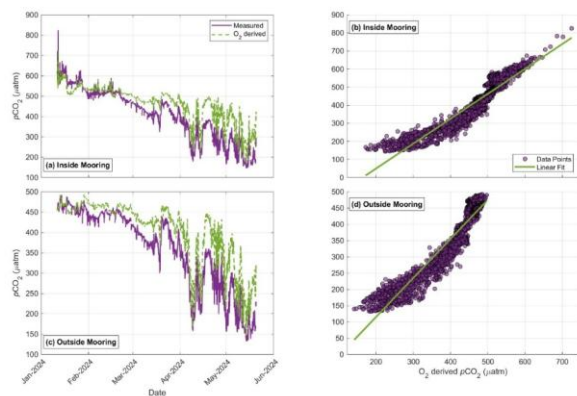 Measured
O2 derived
900
800
700
600
500
400
300
200
100
pCO2 (µatm)
(a) Inside Mooring
500
450
400
350
300
250
200
150
100
pCO2 (µatm)
(c) Outside Mooring
Jan-2024
Feb-2024
Mar-2024
Apr-2024
May-2024
Jun-2024
Date
(b) Inside Mooring
900
800
700
600
500
400
300
200
100
0
Data Points
Linear Fit
(d) Outside Mooring
500
450
400
350
300
250
200
150
100
50
0
200
300
400
500
600
700
O2 derived pCO2 (µatm)